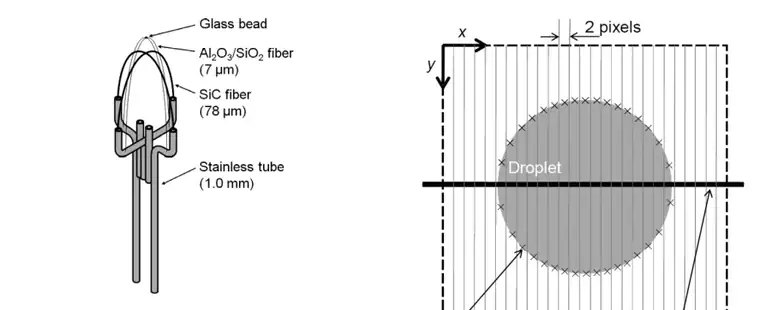 Glass bead
Al₂O₃/SiO₂ fiber
(7 μm)
SiC fiber
(78 μm)
Stainless tube
(1.0 mm)
x
2 pixels
y
Droplet